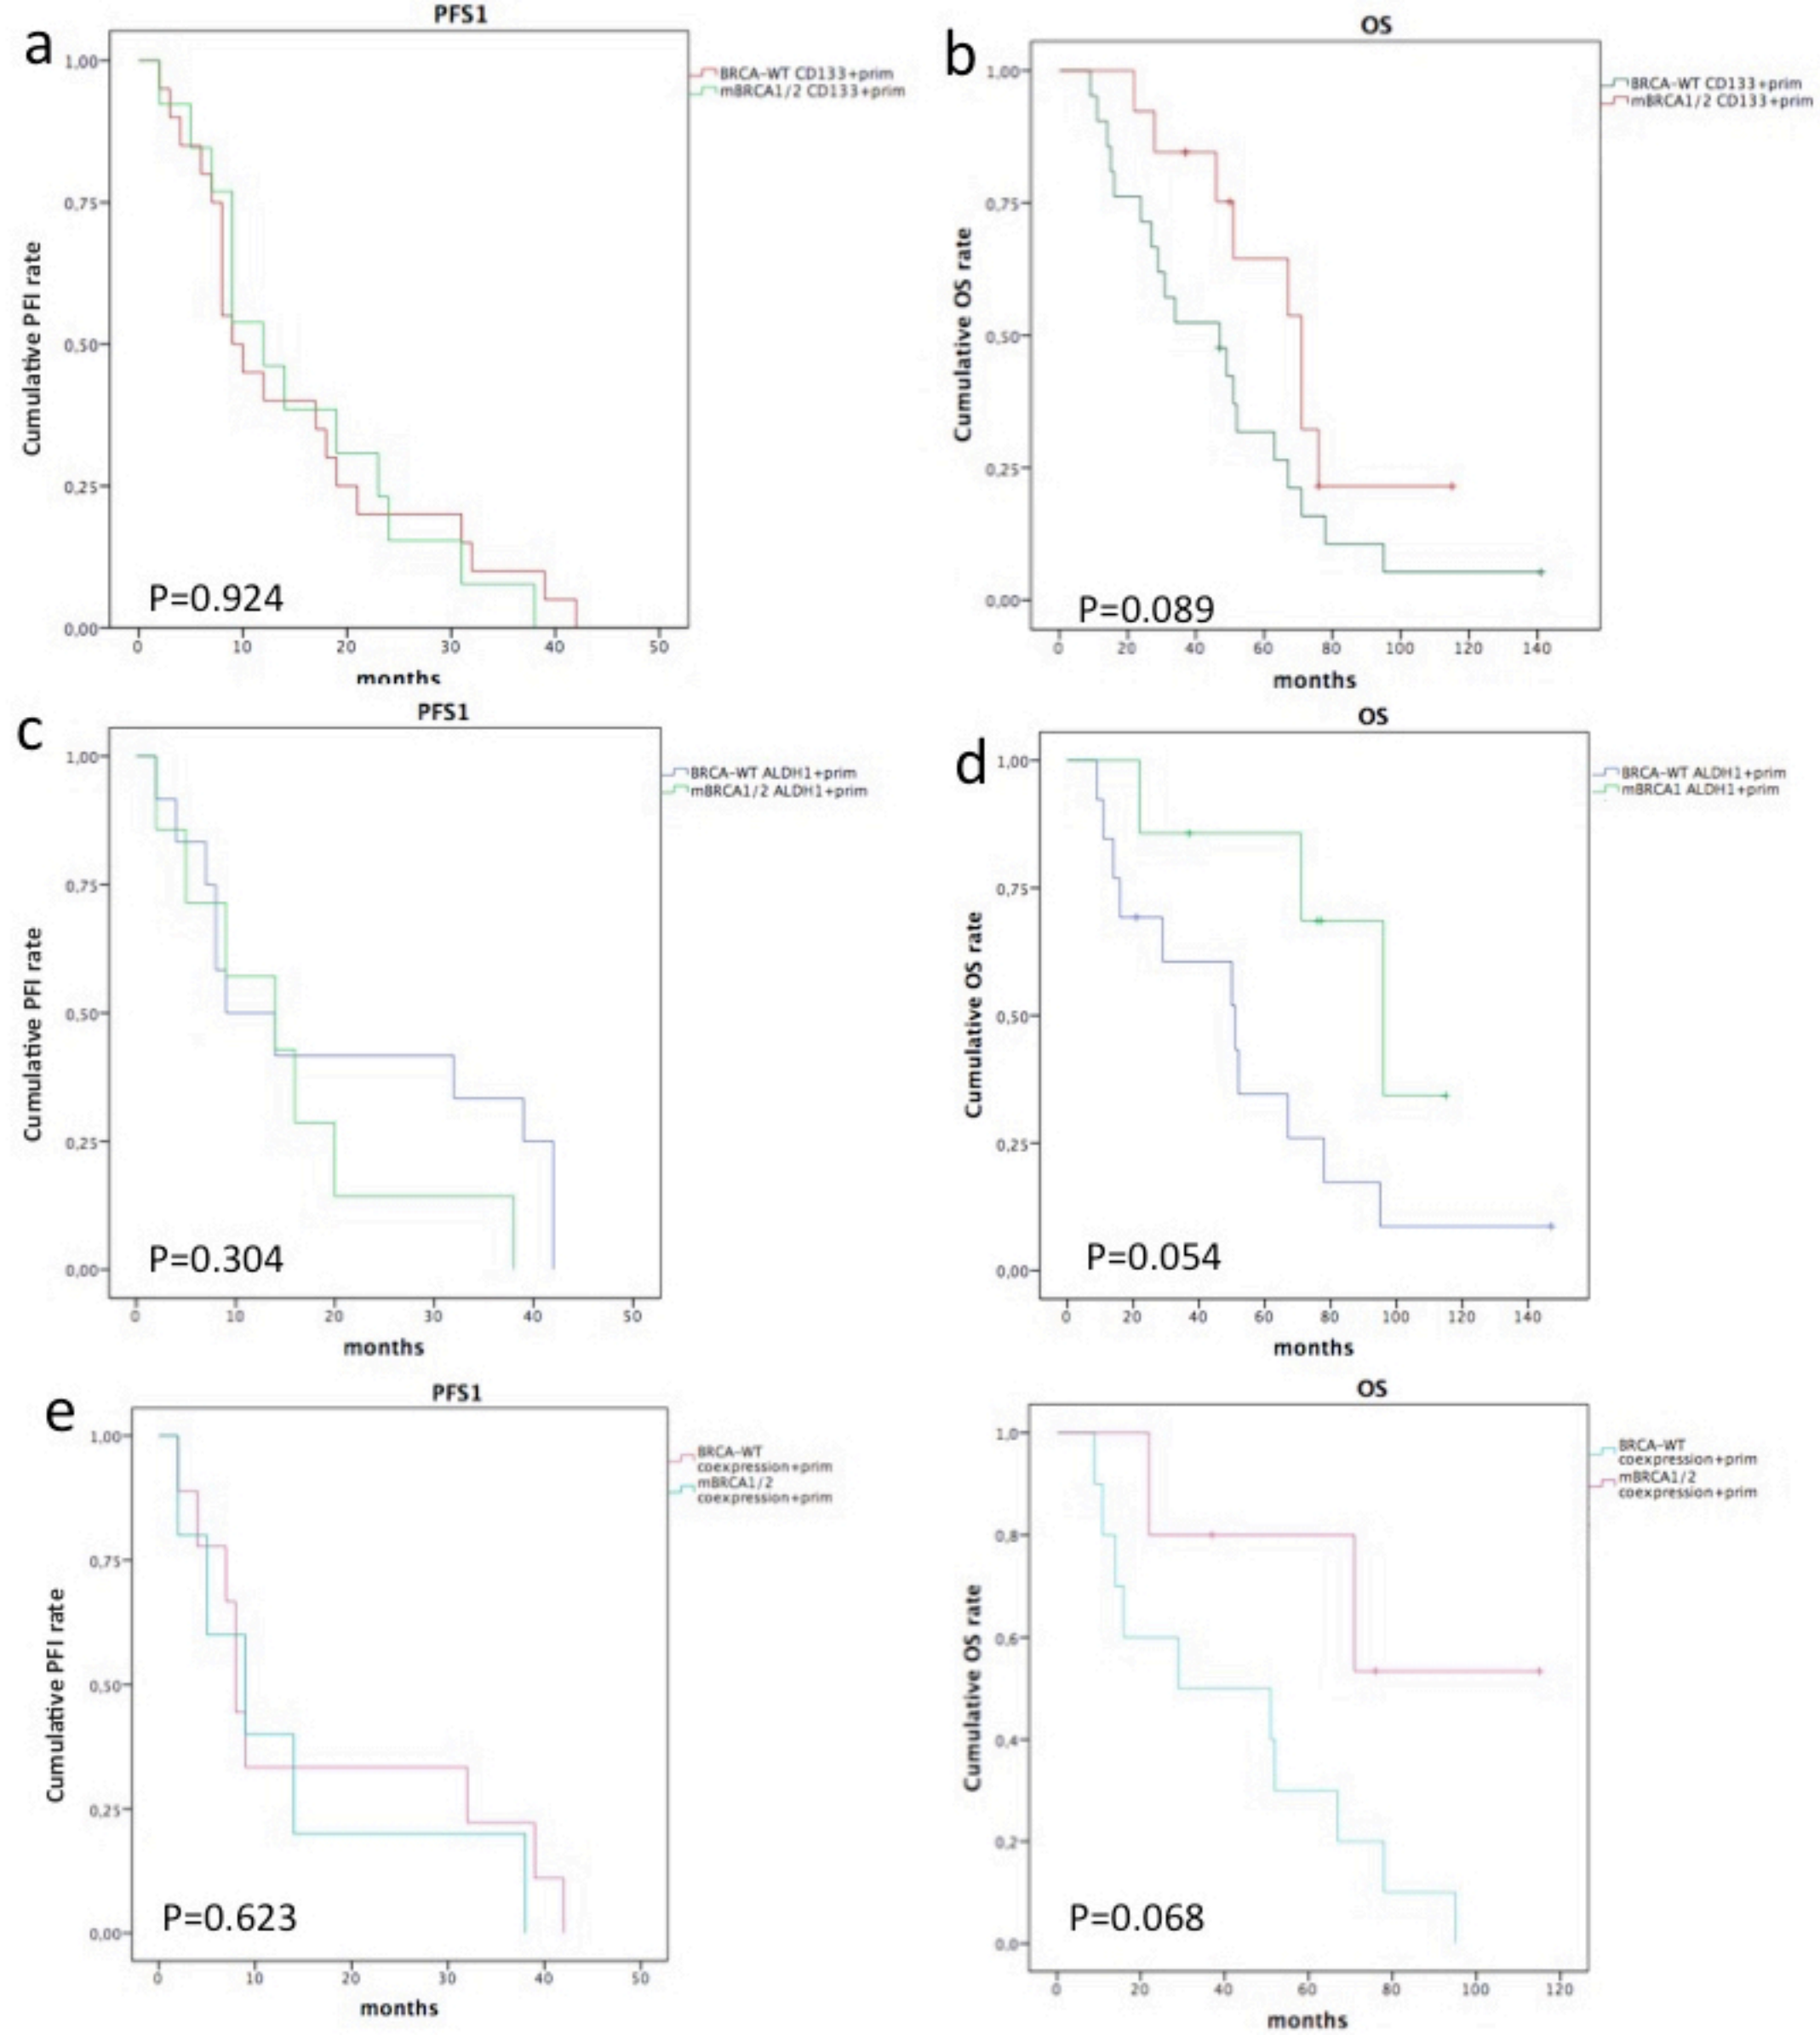 a
PFS1
1,00
0,75
0,50
0,25
0,00
Cumulative PFI rate
0 10 20 30 40 50
months
P=0.924
BRCA-WT CD133+prim
mBRCA1/2 CD133+prim
b
OS
1,00
0,75
0,50
0,25
0,00
Cumulative OS rate
0 20 40 60 80 100 120 140
months
P=0.089
BRCA-WT CD133+prim
mBRCA1/2 CD133+prim
c
PFS1
1,00
0,75
0,50
0,25
0,00
Cumulative PFI rate
0 10 20 30 40 50
months
P=0.304
BRCA-WT ALDH1+prim
mBRCA1/2 ALDH1+prim
d
OS
1,00
0,75
0,50
0,25
0,00
Cumulative OS rate
0 20 40 60 80 100 120 140
months
P=0.054
BRCA-WT ALDH1+prim
mBRCA1 ALDH1+prim
e
PFS1
1,00
0,75
0,50
0,25
0,00
Cumulative PFI rate
0 10 20 30 40 50
months
P=0.623
BRCA-WT
coexpression+prim
mBRCA1/2
coexpression+prim
OS
1,0
0,8
0,6
0,4
0,2
0,0
Cumulative OS rate
0 20 40 60 80 100 120
months
P=0.068
BRCA-WT
coexpression+prim
mBRCA1/2
coexpression+prim